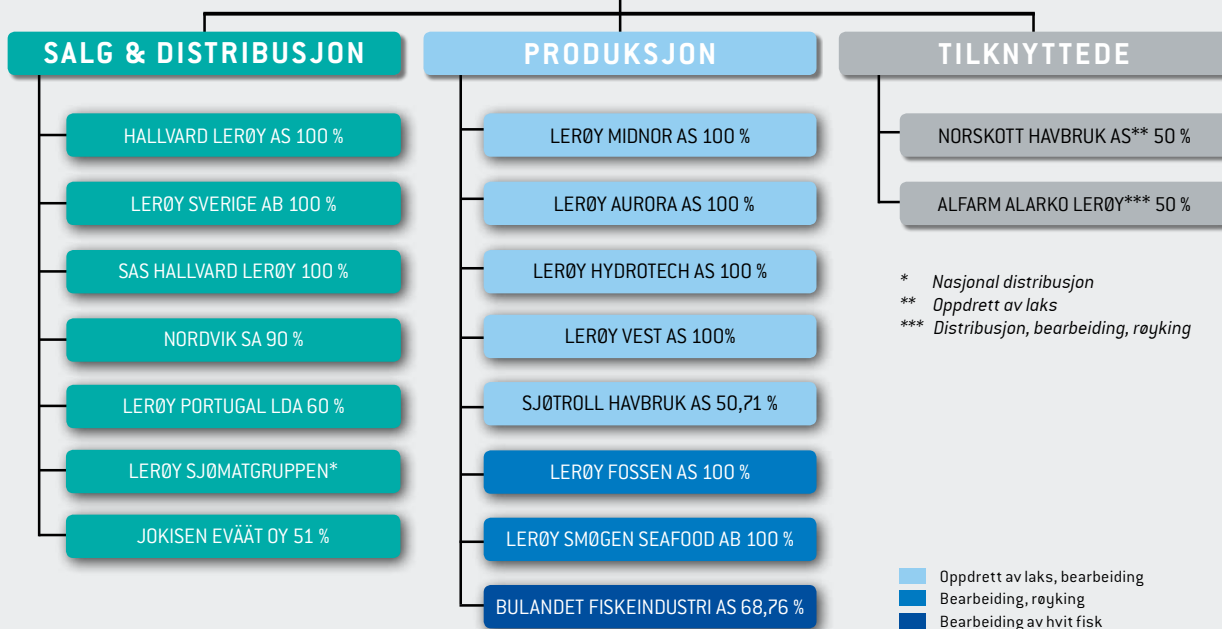 SALG & DISTRIBUSJON
HALLVARD LERØY AS 100 %
LERØY SVERIGE AB 100 %
SAS HALLVARD LERØY 100 %
NORDVIK SA 90 %
LERØY PORTUGAL LDA 60 %
LERØY SJØMATGRUPPEN*
JOKISEN EVÄÄT OY 51 %
PRODUKSJON
LERØY MIDNOR AS 100 %
LERØY AURORA AS 100 %
LERØY HYDROTECH AS 100 %
LERØY VEST AS 100%
SJØTROLL HAVBRUK AS 50,71 %
LERØY FOSSEN AS 100 %
LERØY SMØGEN SEAFOOD AB 100 %
BULANDET FISKEINDUSTRI AS 68,76 %
TILKNYTTEDE
NORSKOTT HAVBRUK AS** 50 %
ALFARM ALARKO LERØY*** 50 %
* Nasjonal distribusjon
** Oppdrett av laks
*** Distribusjon, bearbeiding, røyking
Oppdrett av laks, bearbeiding
Bearbeiding, røyking
Bearbeiding av hvit fisk